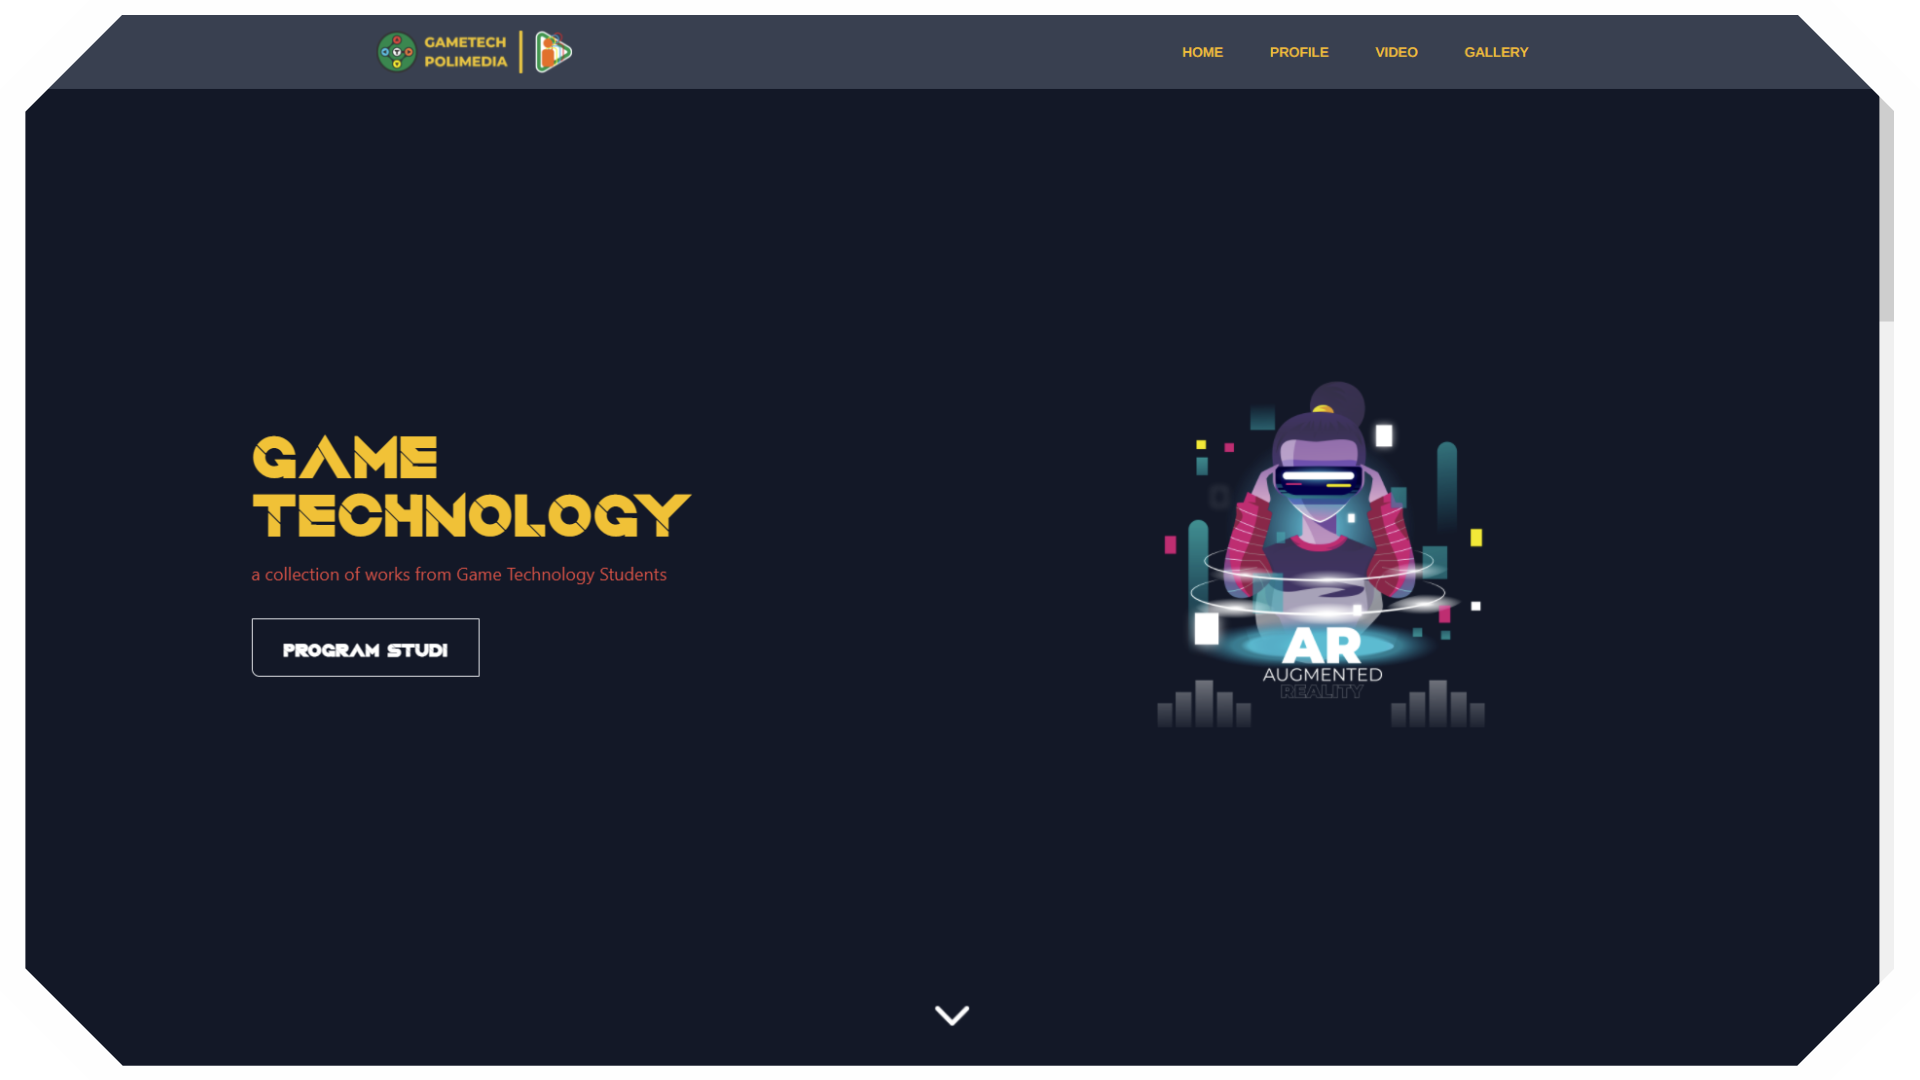 GAMETECH
POLIMEDIA
HOME PROFILE VIDEO GALLERY
GAME
TECHNOLOGY
a collection of works from Game Technology Students
PROGRAM STUDI
AR
AUGMENTED
REALITY